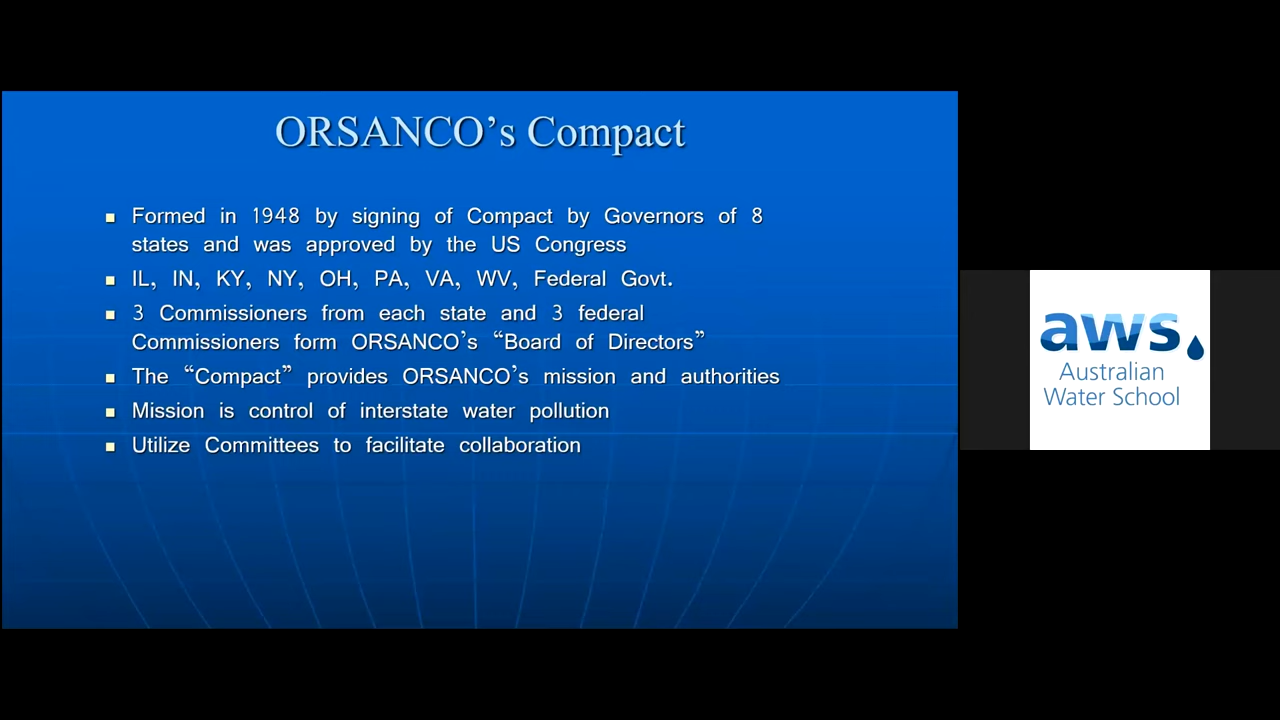 ORSANCO’s Compact
Formed in 1948 by signing of Compact by Governors of 8
states and was approved by the US Congress
IL, IN, KY, NY, OH, PA, VA, WV, Federal Govt.
3 Commissioners from each state and 3 federal
Commissioners form ORSANCO’s “Board of Directors”
The “Compact” provides ORSANCO’s mission and authorities
Mission is control of interstate water pollution
Utilize Committees to facilitate collaboration
aws
Australian
Water School